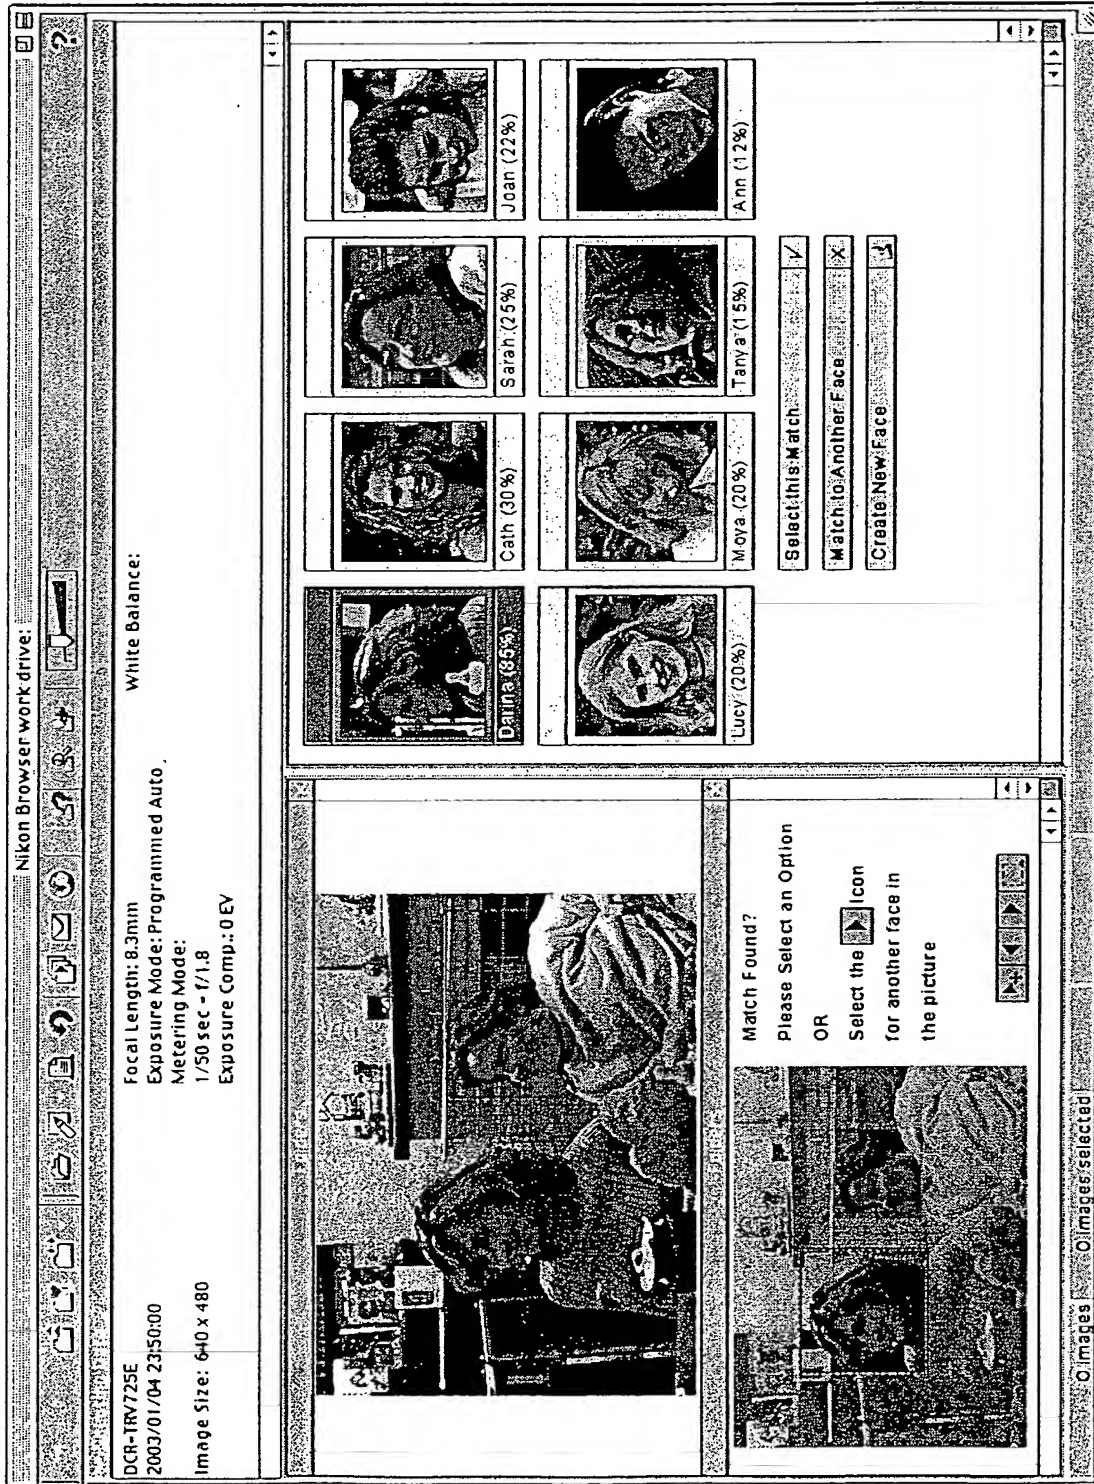 Nikon Browser work drive:
?
DCR-TRV725E
2003/01/04 23:50:00
Image Size: 640 x 480
Focal Length: 8.3mm
Exposure Mode: Programmed Auto
Metering Mode:
1/50 sec - f/1.8
Exposure Comp.: 0 EV
White Balance:
Darina (85%)
Cath (30%)
Sarah (25%)
Joan (22%)
Lucy (20%)
Moya (20%)
Tanya (15%)
Ann (12%)
Select this Match
Match to Another Face
Create New Face
Match Found?
Please Select an Option
OR
Select the Icon
for another face in
the picture
0 Images 0 Images selected